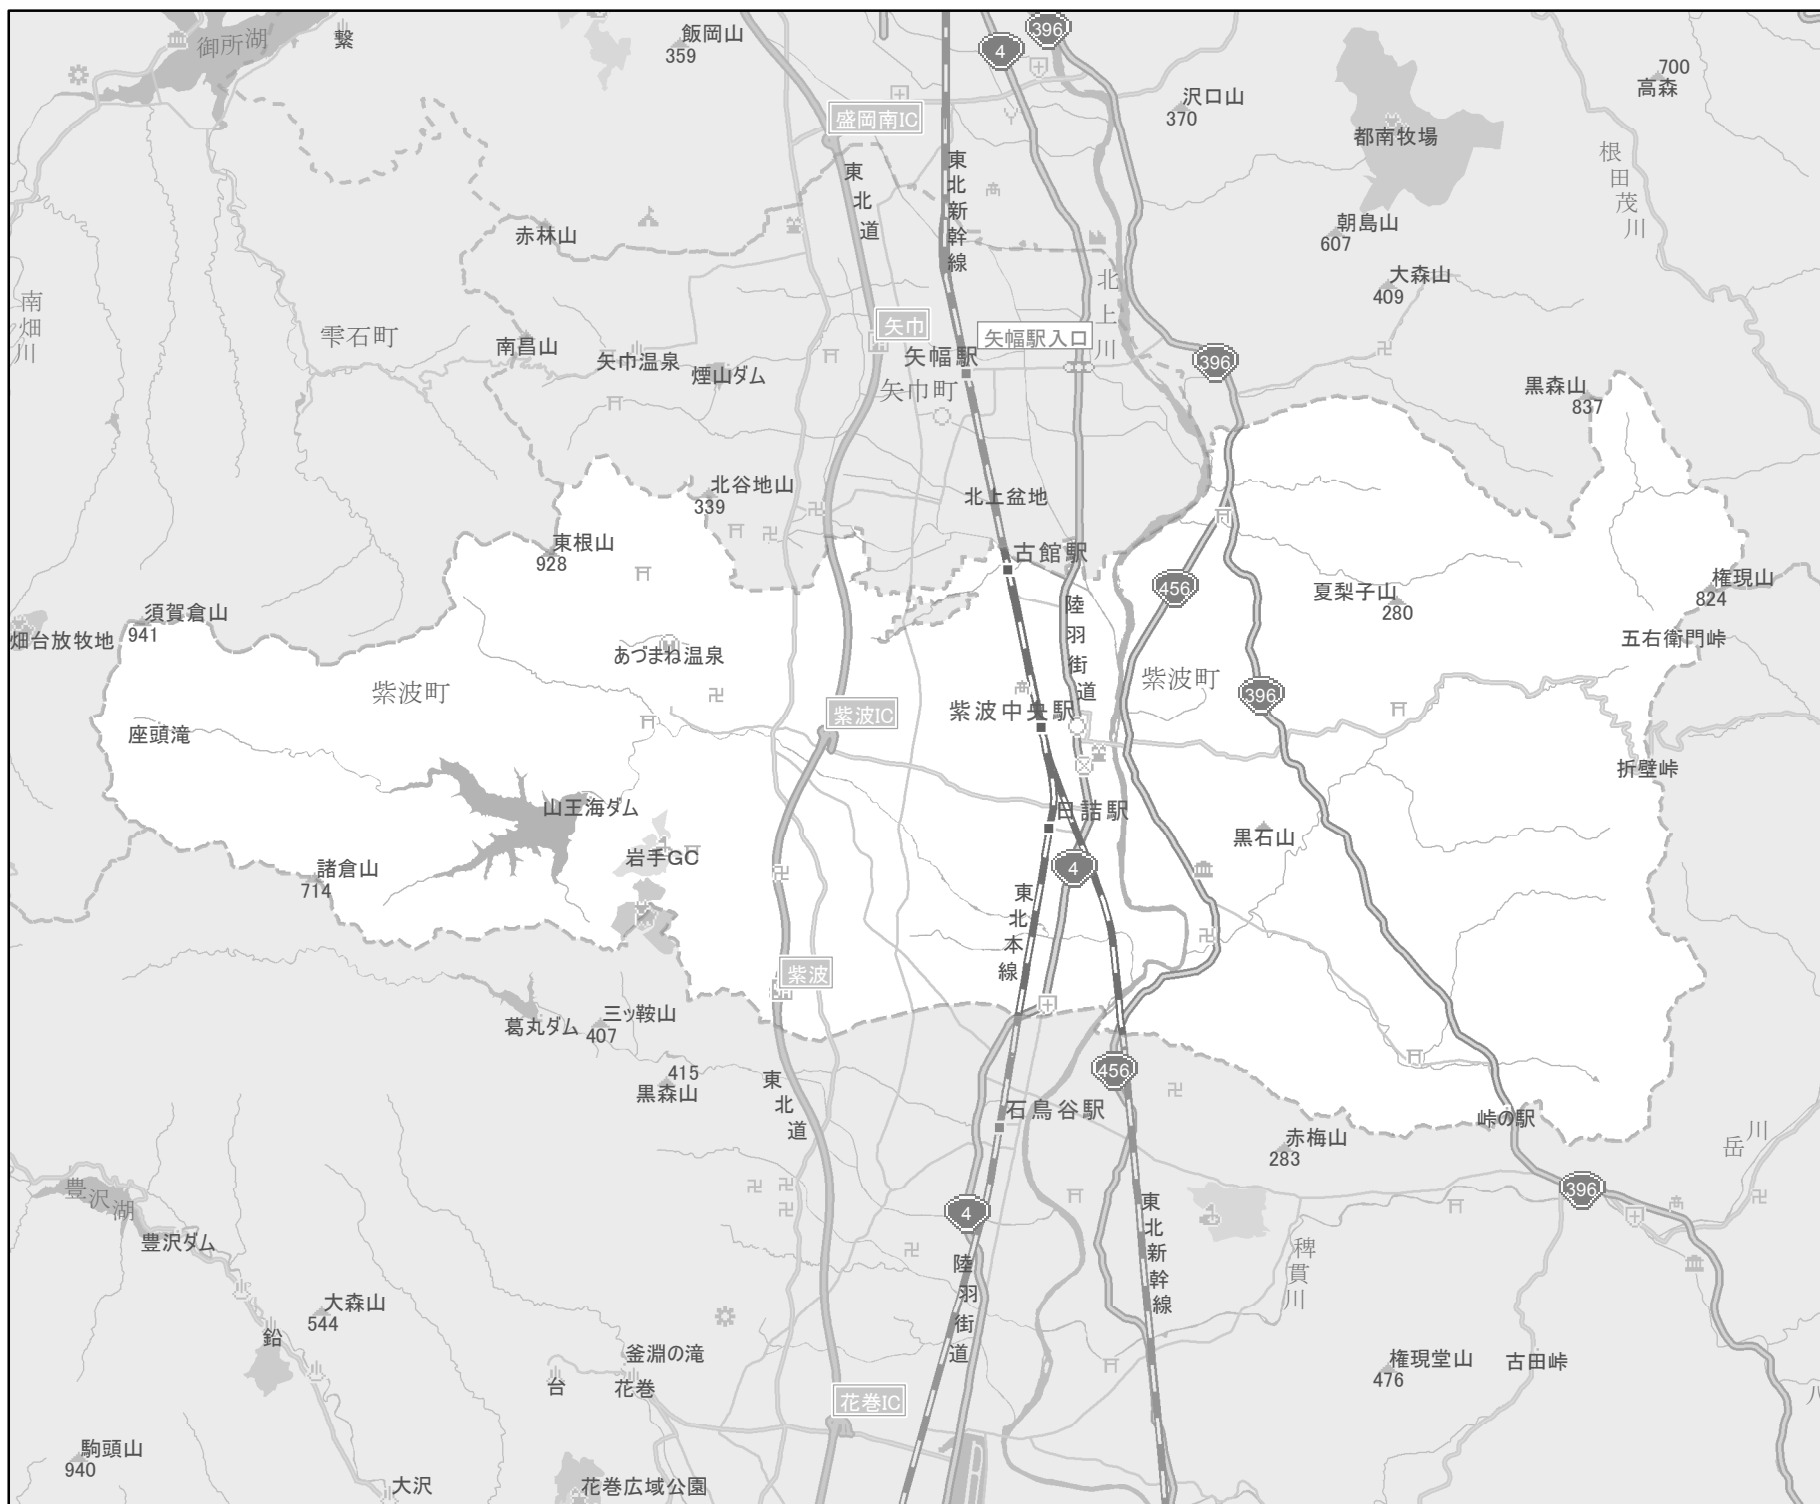 御所湖
繋
飯岡山
359
396
4
沢口山
370
700
高森
都南牧場
盛岡南IC
東北道
東北新幹線
根田茂川
赤林山
朝島山
607
大森山
409
北上川
南畑川
雫石町
南昌山
矢巾温泉
煙山ダム
矢巾
矢幅駅
矢幅駅入口
矢巾町
396
黒森山
837
北谷地山
339
北上盆地
東根山
928
古館駅
456
夏梨子山
280
権現山
824
須賀倉山
941
畑台放牧地
あづまね温泉
陸羽街道
五右衛門峠
紫波町
紫波町
396
座頭滝
紫波IC
紫波中央駅
折壁峠
山王海ダム
日詰駅
黒石山
岩手GC
諸倉山
714
4
東北本線
紫波
葛丸ダム
三ッ鞍山
407
415
黒森山
東北道
456
石鳥谷駅
峠の駅
赤梅山
283
岳川
396
豊沢湖
豊沢ダム
4
東北新幹線
稗貫川
陸羽街道
大森山
544
鉛
釜淵の滝
台
花巻
花巻IC
権現堂山
476
古田峠
八
駒頭山
940
大沢
花巻広域公園